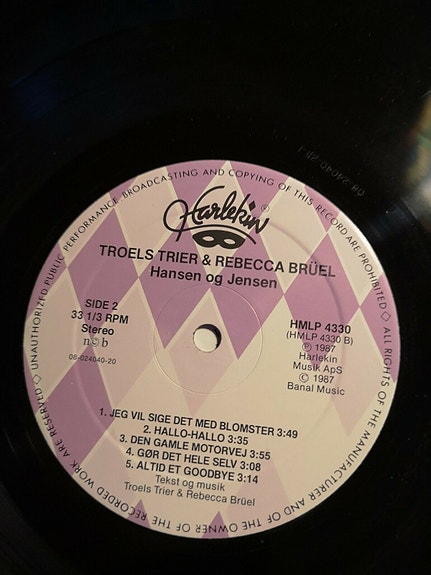 UNAUTHORIZED PUBLIC PERFORMANCE, BROADCASTING AND COPYING OF THIS RECORD ARE PROHIBITED ◇ ALL RIGHTS OF THE MANUFACTURER AND OF THE OWNER OF THE RECORDED WORK ARE RESERVED ◇
Harlekin ®
TROELS TRIER & REBECCA BRÜEL
Hansen og Jensen
SIDE 2
33 1/3 RPM
Stereo
n©b
08-024040-20
HMLP 4330
(HMLP 4330 B)
℗ 1987
Harlekin
Musik ApS
© 1987
Banal Music
1. JEG VIL SIGE DET MED BLOMSTER 3:49
2. HALLO-HALLO 3:35
3. DEN GAMLE MOTORVEJ 3:55
4. GØR DET HELE SELV 3:08
5. ALTID ET GOODBYE 3:14
Tekst og musik
Troels Trier & Rebecca Brüel